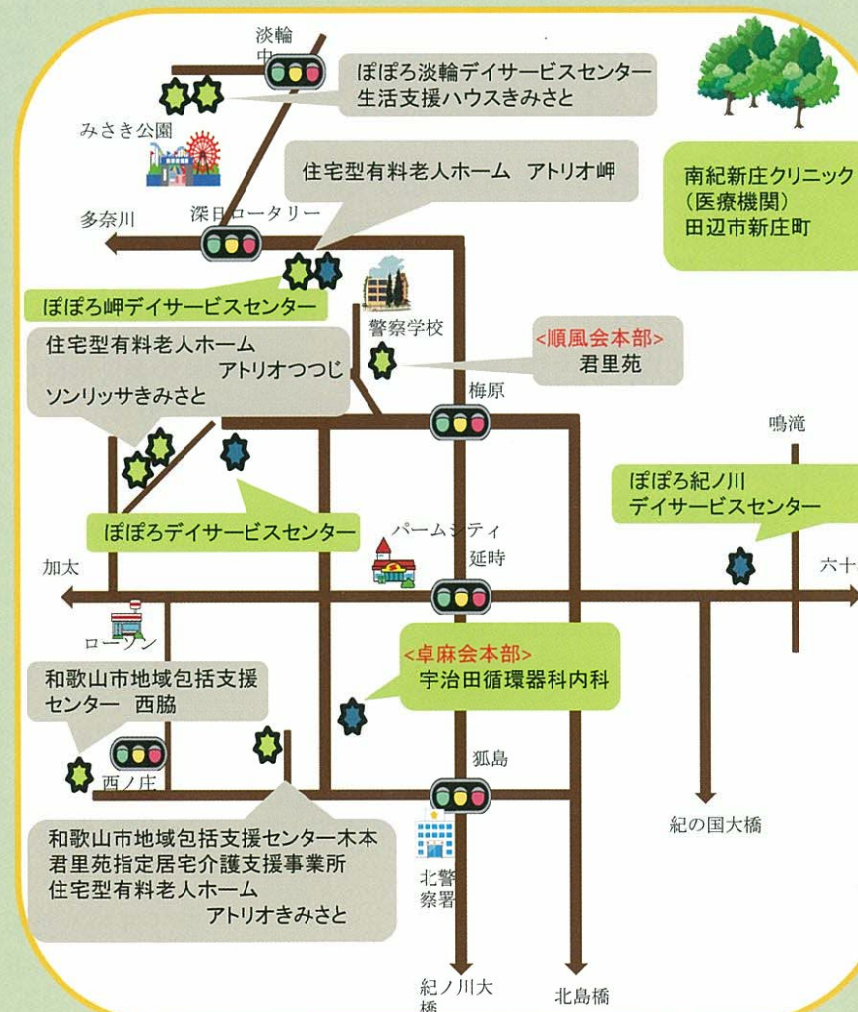 淡輪
中
ぽぽろ淡輪デイサービスセンター
生活支援ハウスきみさと
みさき公園
住宅型有料老人ホーム　アトリオ岬
南紀新庄クリニック
(医療機関)
田辺市新庄町
多奈川
深日ロータリー
ぽぽろ岬デイサービスセンター
警察学校
住宅型有料老人ホーム
アトリオつつじ
ソンリッサきみさと
<順風会本部>
君里苑
梅原
鳴滝
ぽぽろ紀ノ川
デイサービスセンター
ぽぽろデイサービスセンター
パームシティ
延時
加太
六十
ローソン
<卓麻会本部>
宇治田循環器科内科
和歌山市地域包括支援
センター　西脇
西ノ庄
狐島
紀の国大橋
和歌山市地域包括支援センター木本
君里苑指定居宅介護支援事業所
住宅型有料老人ホーム
アトリオきみさと
北警
察署
紀ノ川大
橋
北島橋